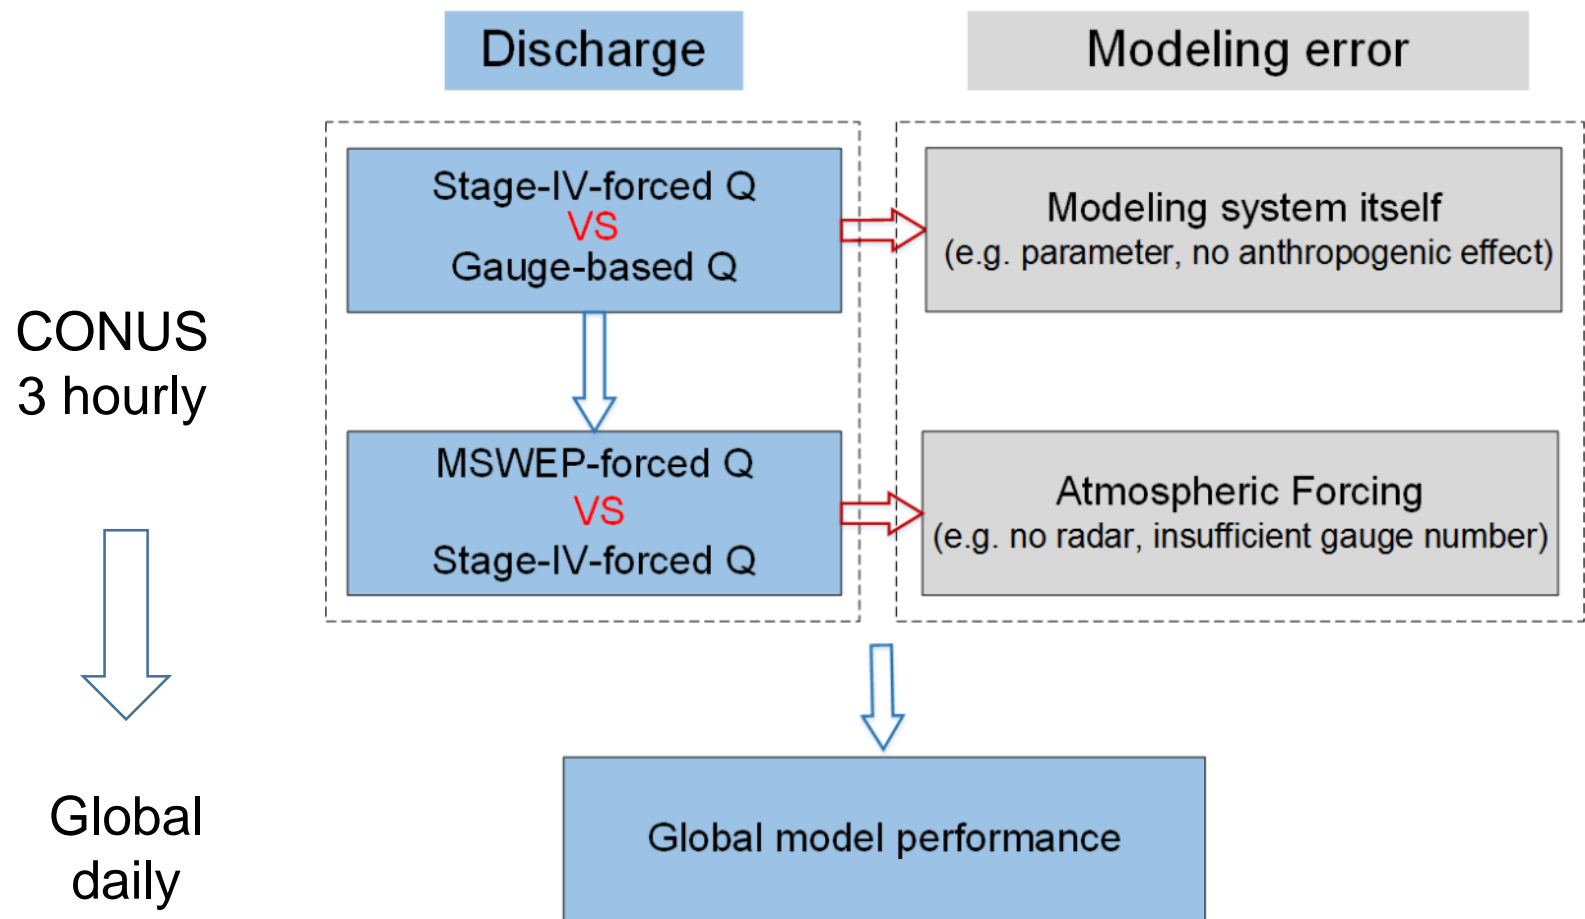 Discharge
Modeling error
Stage-IV-forced Q
VS
Gauge-based Q
Modeling system itself
(e.g. parameter, no anthropogenic effect)
CONUS
3 hourly
MSWEP-forced Q
VS
Stage-IV-forced Q
Atmospheric Forcing
(e.g. no radar, insufficient gauge number)
Global
daily
Global model performance